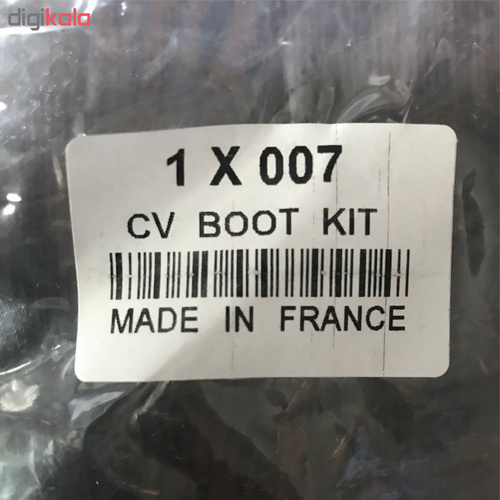 digikala
1 X 007
CV BOOT KIT
MADE IN FRANCE